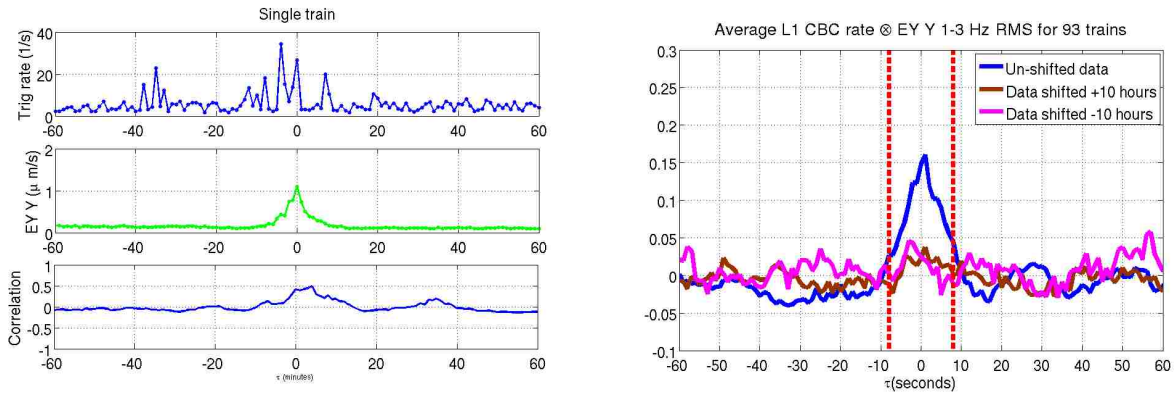 Single train
Trig rate (1/s)
40
20
0
-60 -40 -20 0 20 40 60
EY Y (μ m/s)
2
1
0
-60 -40 -20 0 20 40 60
Correlation
1
0.5
0
-0.5
-1
-60 -40 -20 0 20 40 60
τ (minutes)
Average L1 CBC rate ⊗ EY Y 1-3 Hz RMS for 93 trains
0.3
0.25
0.2
0.15
0.1
0.05
0
-0.05
-0.1
Un-shifted data
Data shifted +10 hours
Data shifted -10 hours
-60 -50 -40 -30 -20 -10 0 10 20 30 40 50 60
τ(seconds)